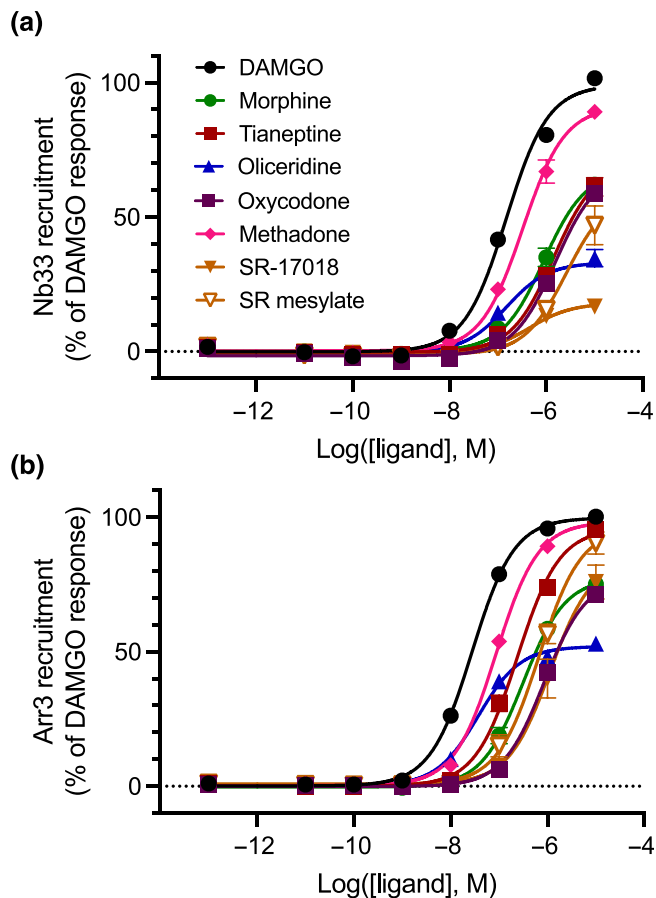 (a)
Nb33 recruitment
(% of DAMGO response)
100
50
0
DAMGO
Morphine
Tianeptine
Oliceridine
Oxycodone
Methadone
SR-17018
SR mesylate
−12 −10 −8 −6 −4
Log([ligand], M)
(b)
Arr3 recruitment
(% of DAMGO response)
100
50
0
−12 −10 −8 −6 −4
Log([ligand], M)